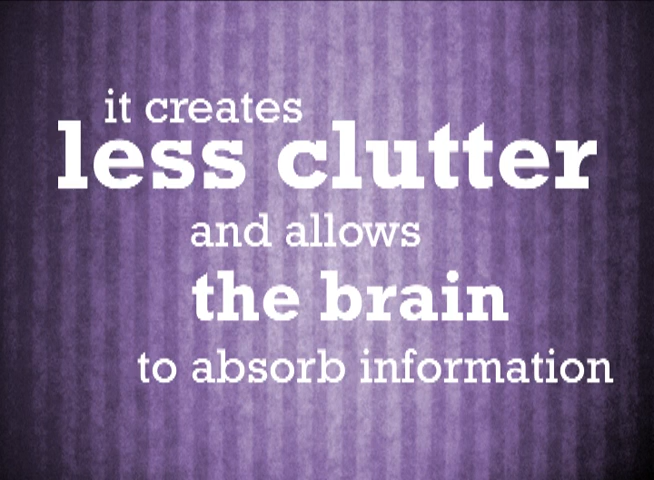 it creates
less clutter
and allows
the brain
to absorb information